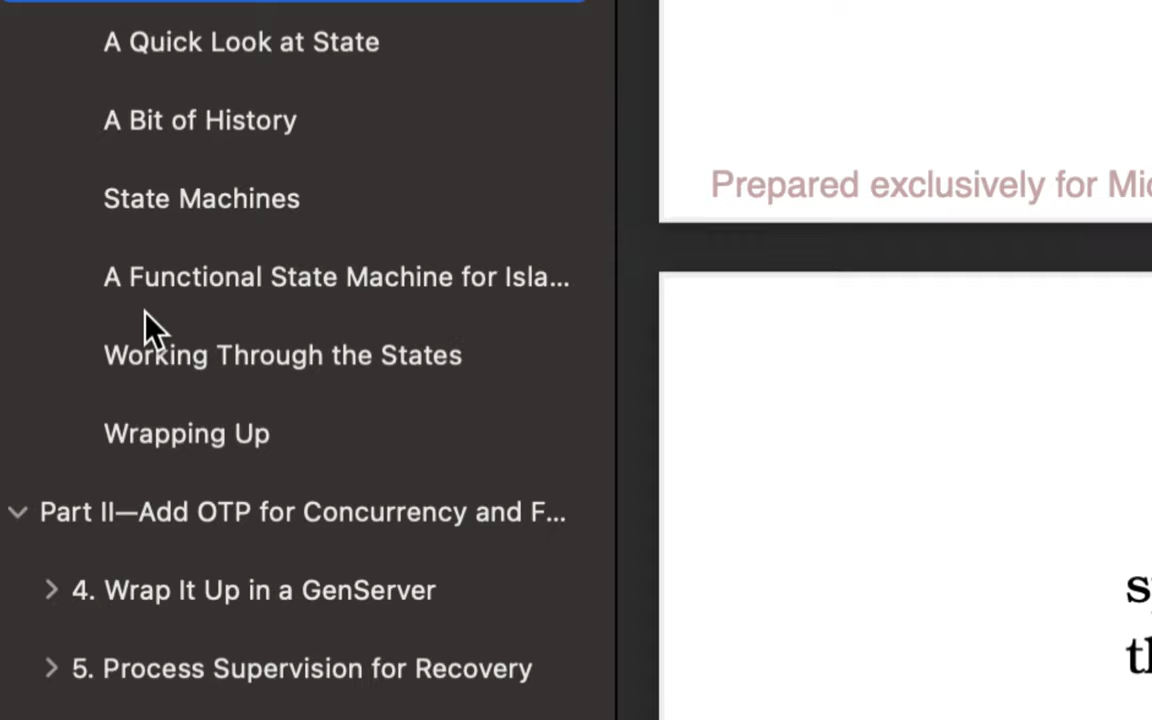 A Quick Look at State
A Bit of History
State Machines
A Functional State Machine for Isla...
Working Through the States
Wrapping Up
Part II—Add OTP for Concurrency and F...
4. Wrap It Up in a GenServer
5. Process Supervision for Recovery
Prepared exclusively for